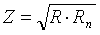 Z = √(R · Rₙ)